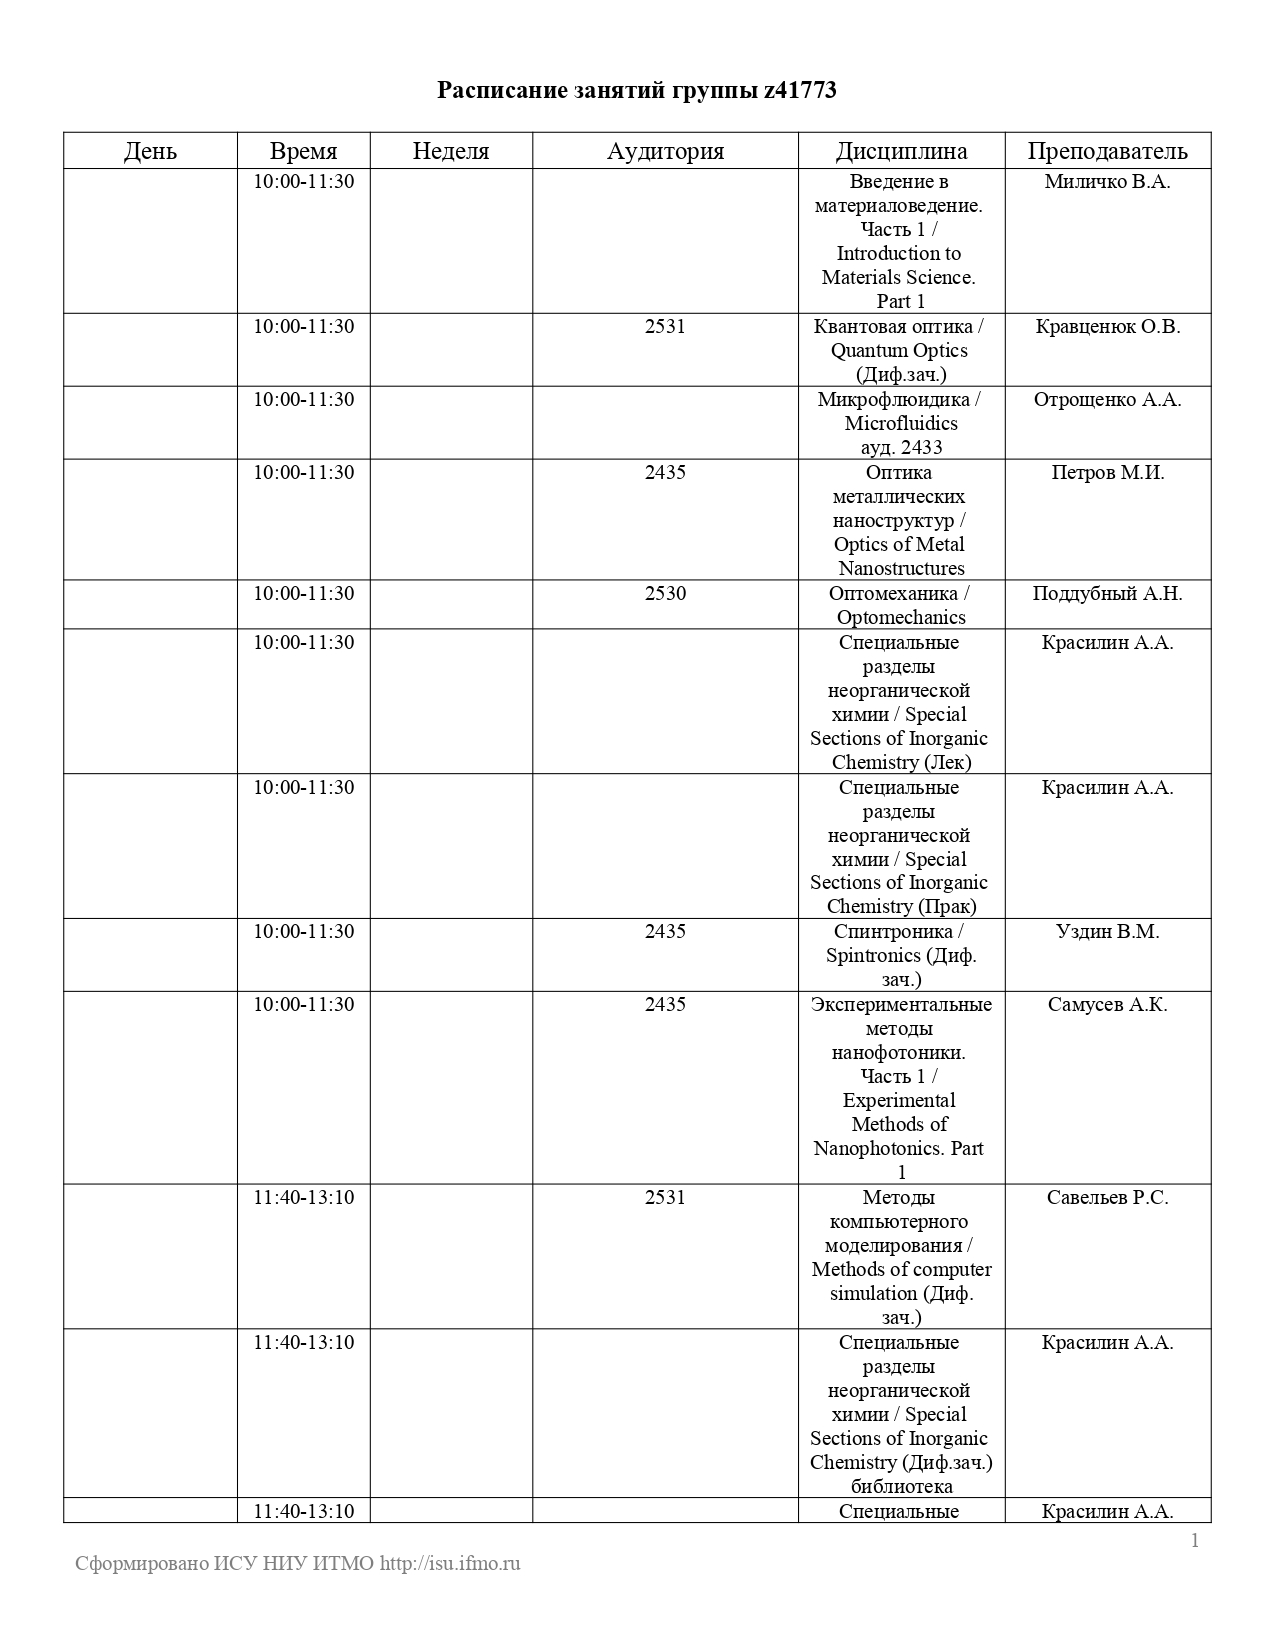 Расписание занятий группы z41773
День Время Неделя Аудитория Дисциплина Преподаватель
10:00-11:30 Введение в Миличко В.А.
материаловедение.
Часть 1 /
Introduction to
Materials Science.
Part 1
10:00-11:30 2531 Квантовая оптика / Кравценюк О.В.
Quantum Optics
(Диф.зач.)
10:00-11:30 Микрофлюидика / Отрощенко А.А.
Microfluidics
ауд. 2433
10:00-11:30 2435 Оптика Петров М.И.
металлических
наноструктур /
Optics of Metal
Nanostructures
10:00-11:30 2530 Оптомеханика / Поддубный А.Н.
Optomechanics
10:00-11:30 Специальные Красилин А.А.
разделы
неорганической
химии / Special
Sections of Inorganic
Chemistry (Лек)
10:00-11:30 Специальные Красилин А.А.
разделы
неорганической
химии / Special
Sections of Inorganic
Chemistry (Прак)
10:00-11:30 2435 Спинтроника / Уздин В.М.
Spintronics (Диф.
зач.)
10:00-11:30 2435 Экспериментальные Самусев А.К.
методы
нанофотоники.
Часть 1 /
Experimental
Methods of
Nanophotonics. Part
1
11:40-13:10 2531 Методы Савельев Р.С.
компьютерного
моделирования /
Methods of computer
simulation (Диф.
зач.)
11:40-13:10 Специальные Красилин А.А.
разделы
неорганической
химии / Special
Sections of Inorganic
Chemistry (Диф.зач.)
библиотека
11:40-13:10 Специальные Красилин А.А.
1
Сформировано ИСУ НИУ ИТМО http://isu.ifmo.ru